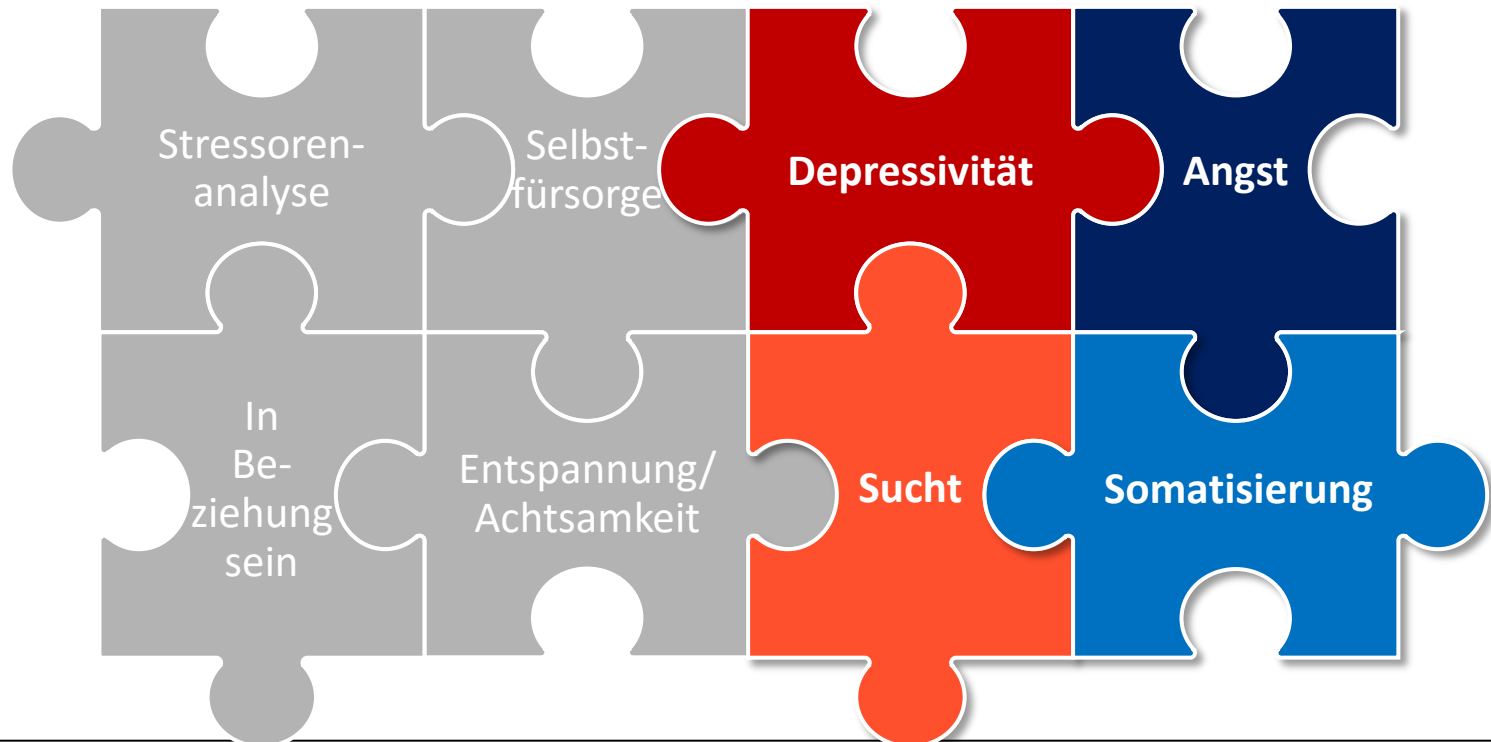 Stressoren-
analyse
Selbst-
fürsorge
Depressivität
Angst
In
Be-
ziehung
sein
Entspannung/
Achtsamkeit
Sucht
Somatisierung